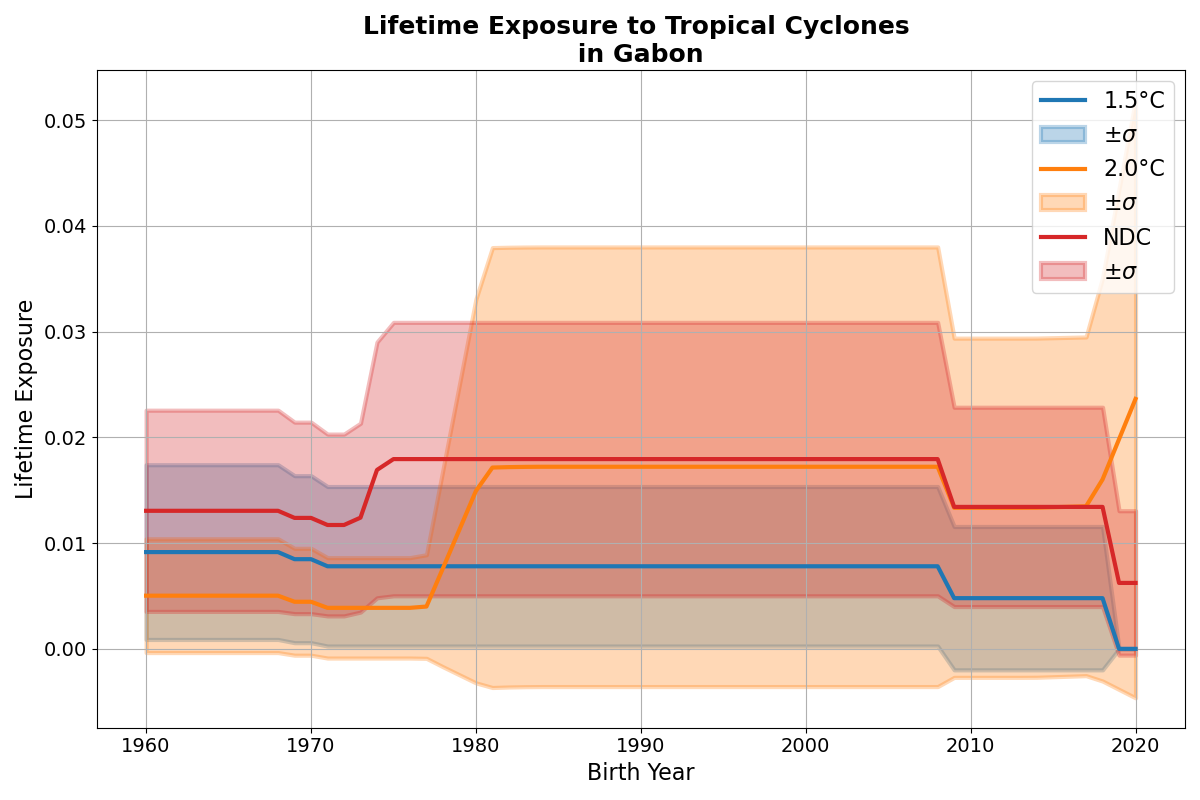 Lifetime Exposure to Tropical Cyclones
in Gabon
Lifetime Exposure
0.05
0.04
0.03
0.02
0.01
0.00
1960
1970
1980
1990
2000
2010
2020
Birth Year
1.5°C
±σ
2.0°C
±σ
NDC
±σ